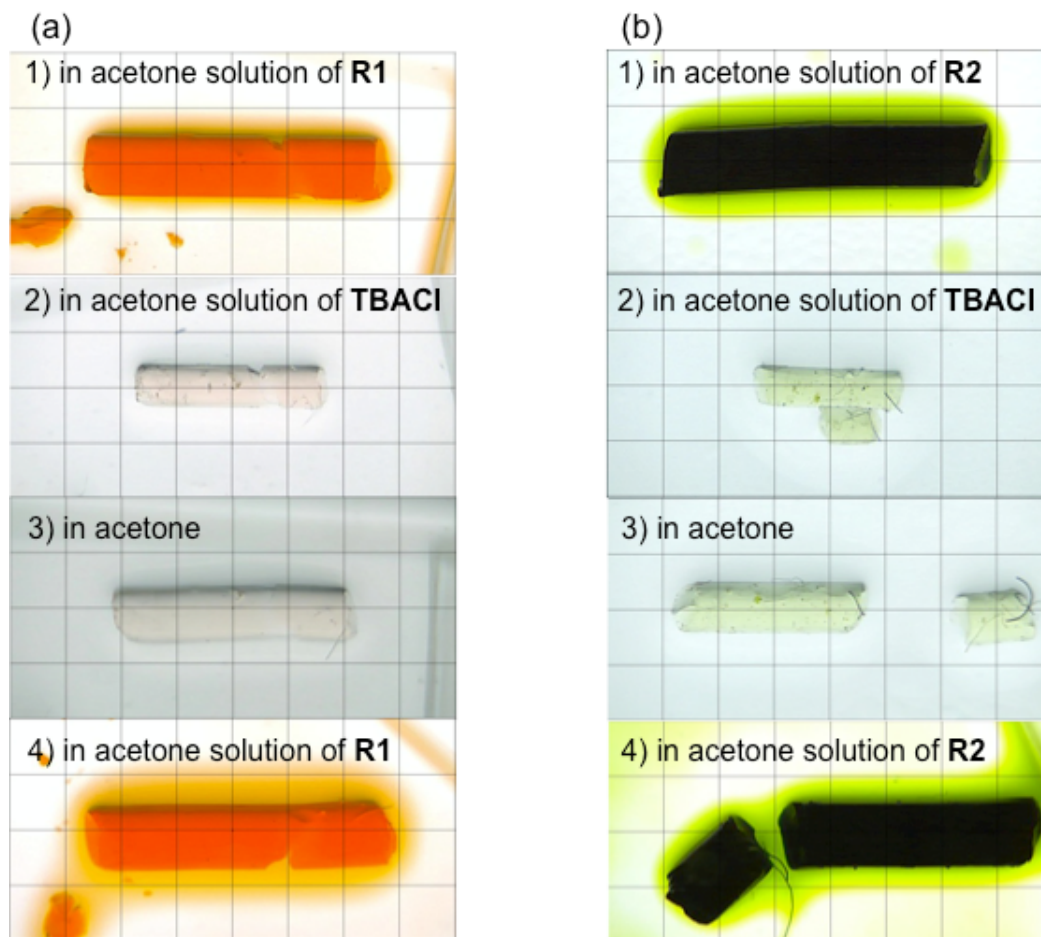 (a)
1) in acetone solution of R1
2) in acetone solution of TBACl
3) in acetone
4) in acetone solution of R1
(b)
1) in acetone solution of R2
2) in acetone solution of TBACl
3) in acetone
4) in acetone solution of R2